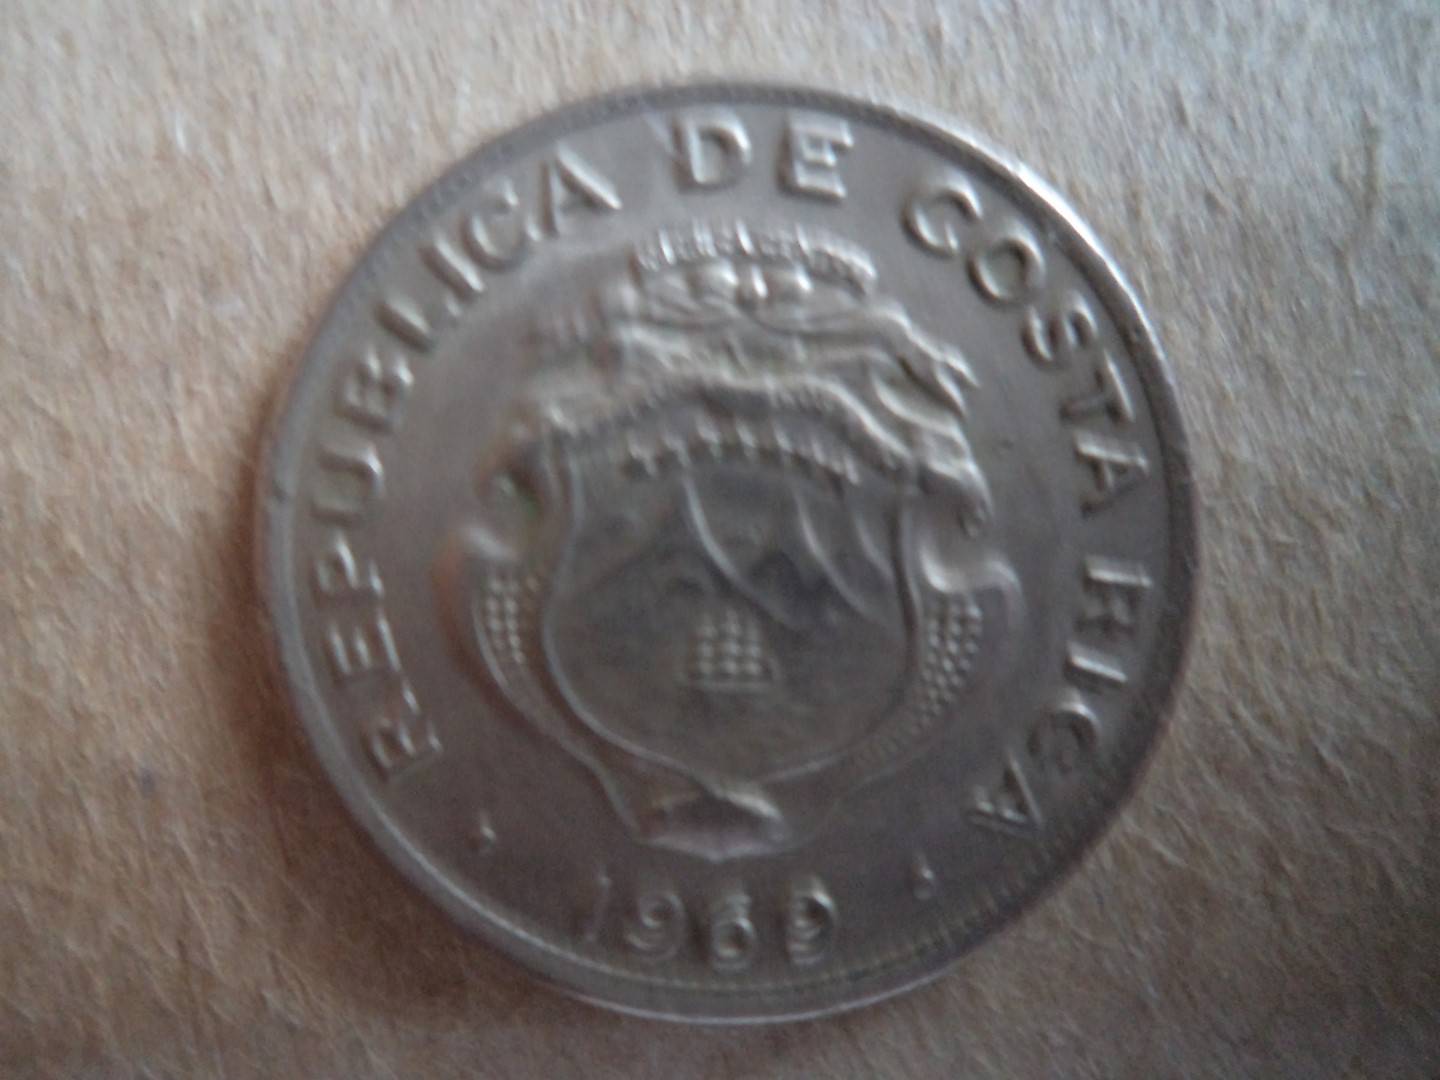 REPUBLICA DE COSTA RICA
1969